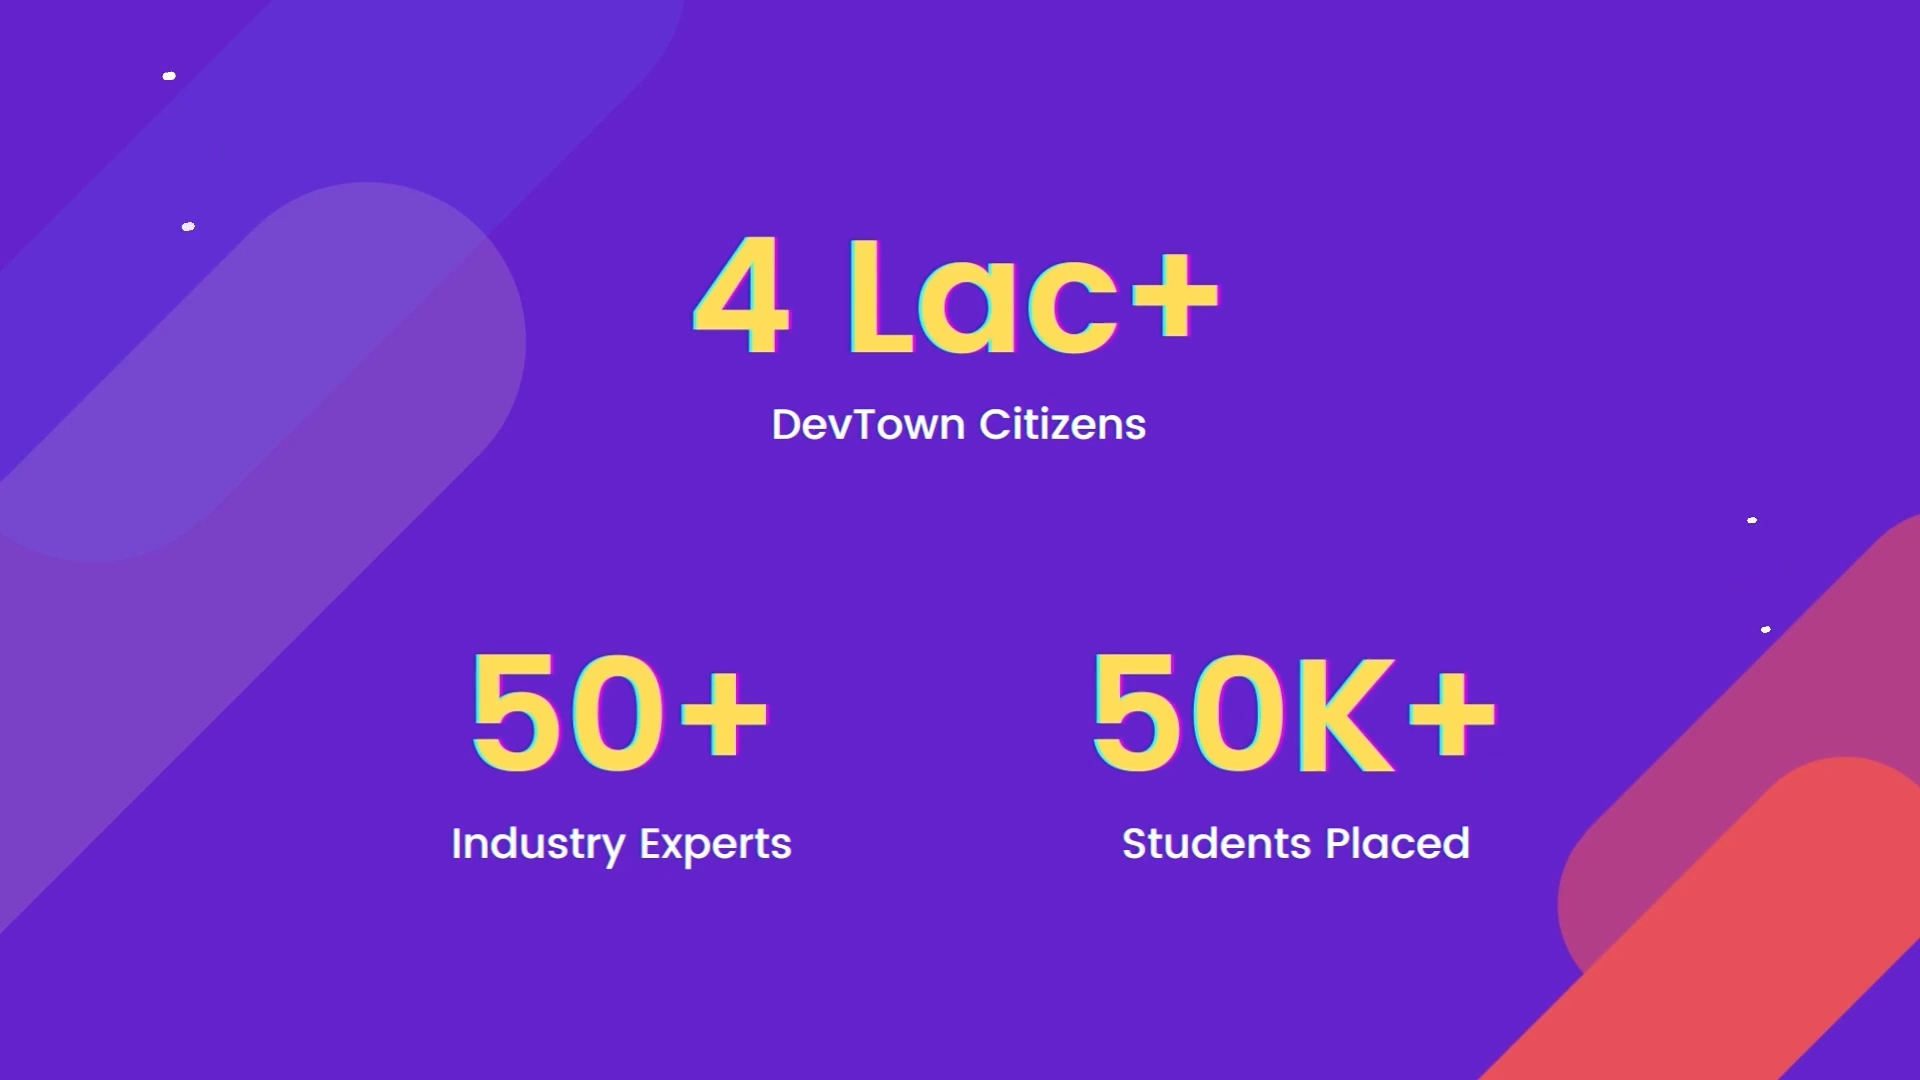 4 Lac+
DevTown Citizens
50+
Industry Experts
50K+
Students Placed